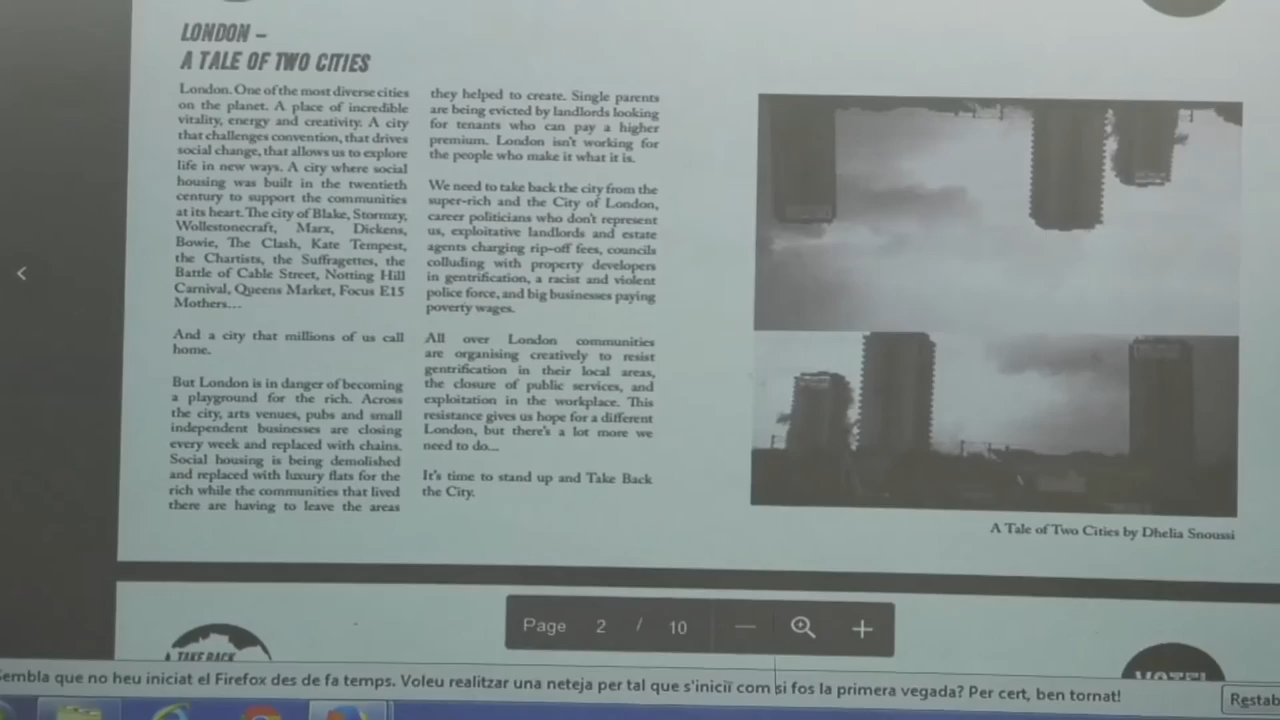 LONDON –
A TALE OF TWO CITIES
London. One of the most diverse cities
on the planet. A place of incredible
vitality, energy and creativity. A city
that challenges convention, that drives
social change, that allows us to explore
life in new ways. A city where social
housing was built in the twentieth
century to support the communities
at its heart. The city of Blake, Stormzy,
Wollestonecraft, Marx, Dickens,
Bowie, The Clash, Kate Tempest,
the Chartists, the Suffragettes, the
Battle of Cable Street, Notting Hill
Carnival, Queens Market, Focus E15
Mothers...
And a city that millions of us call
home.
But London is in danger of becoming
a playground for the rich. Across
the city, arts venues, pubs and small
independent businesses are closing
every week and replaced with chains.
Social housing is being demolished
and replaced with luxury flats for the
rich while the communities that lived
there are having to leave the areas
they helped to create. Single parents
are being evicted by landlords looking
for tenants who can pay a higher
premium. London isn't working for
the people who make it what it is.
We need to take back the city from the
super-rich and the City of London,
career politicians who don't represent
us, exploitative landlords and estate
agents charging rip-off fees, councils
colluding with property developers
in gentrification, a racist and violent
police force, and big businesses paying
poverty wages.
All over London communities
are organising creatively to resist
gentrification in their local areas,
the closure of public services, and
exploitation in the workplace. This
resistance gives us hope for a different
London, but there's a lot more we
need to do...
It's time to stand up and Take Back
the City.
A Tale of Two Cities by Dhelia Snoussi
Page 2 / 10
TAKE BACK
VOTE!
Sembla que no heu iniciat el Firefox des de fa temps. Voleu realitzar una neteja per tal que s'iniciï com si fos la primera vegada? Per cert, ben tornat!
Restab